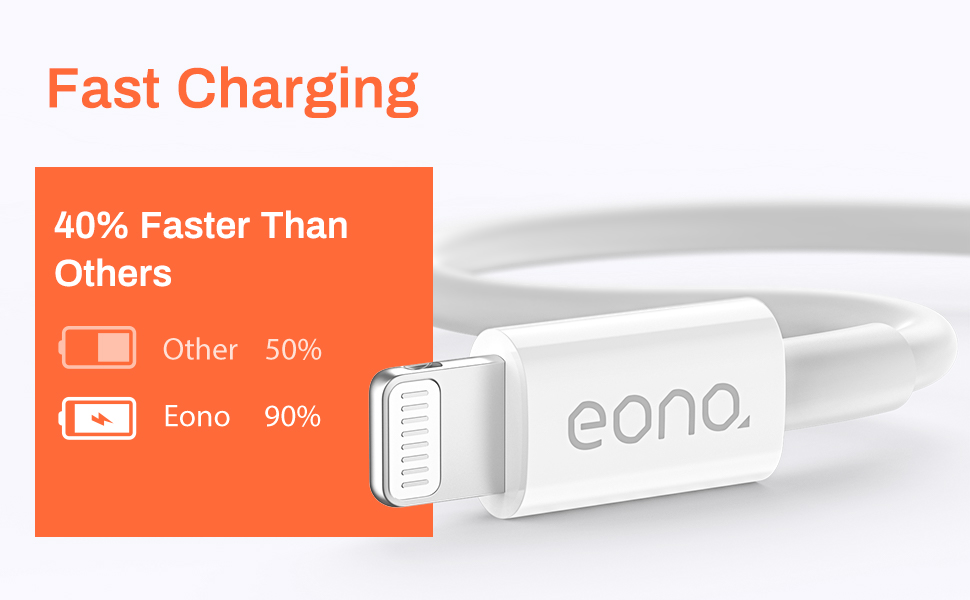 Fast Charging
40% Faster Than
Others
Other 50%
Eono 90%
eono